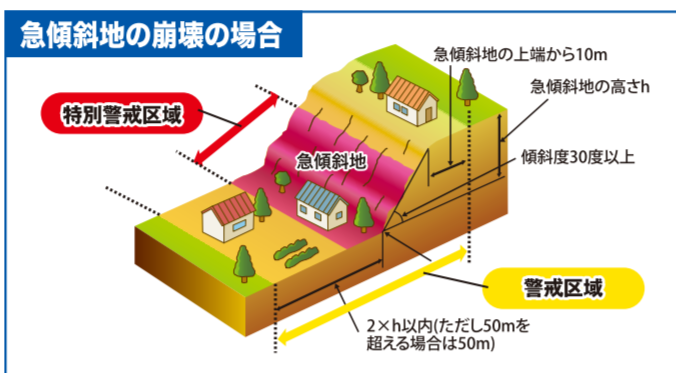 急傾斜地の崩壊の場合
急傾斜地の上端から10m
急傾斜地の高さh
特別警戒区域
急傾斜地
傾斜度30度以上
警戒区域
2×h以内(ただし50mを
超える場合は50m)